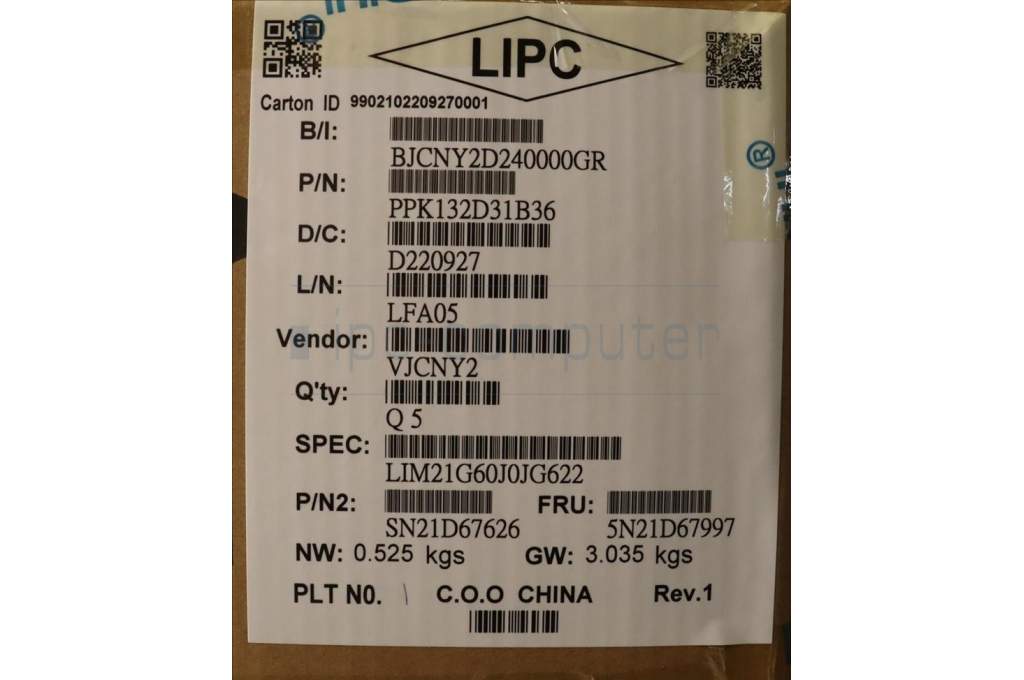 LIPC
Carton ID 9902102209270001
B/I:
BJCNY2D240000GR
P/N:
PPK132D31B36
D/C:
D220927
L/N:
LFA05
Vendor:
VJCNY2
Q'ty:
Q 5
SPEC:
LIM21G60J0JG622
P/N2: FRU:
SN21D67626 5N21D67997
NW: 0.525 kgs GW: 3.035 kgs
PLT N0. C.O.O CHINA Rev.1